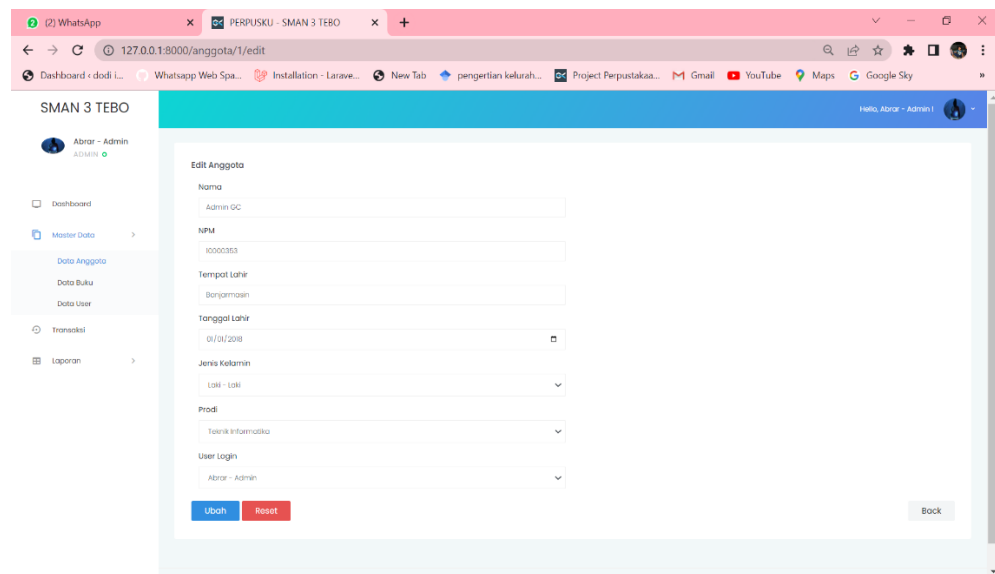 (2) WhatsApp
PERPUSKU - SMAN 3 TEBO
127.0.0.1:8000/anggota/1/edit
Dashboard ‹ dodi i... Whatsapp Web Spa... Installation - Larave... New Tab pengertian kelurah... Project Perpustakaa... Gmail YouTube Maps Google Sky »
SMAN 3 TEBO
Hello, Abrar - Admin !
Abrar - Admin
ADMIN
Dashboard
Master Data
Data Anggota
Data Buku
Data User
Transaksi
Laporan
Edit Anggota
Nama
Admin GC
NPM
10000353
Tempat Lahir
Banjarmasin
Tanggal Lahir
01/01/2018
Jenis Kelamin
Laki - Laki
Prodi
Teknik Informatika
User Login
Abrar - Admin
Ubah Reset Back